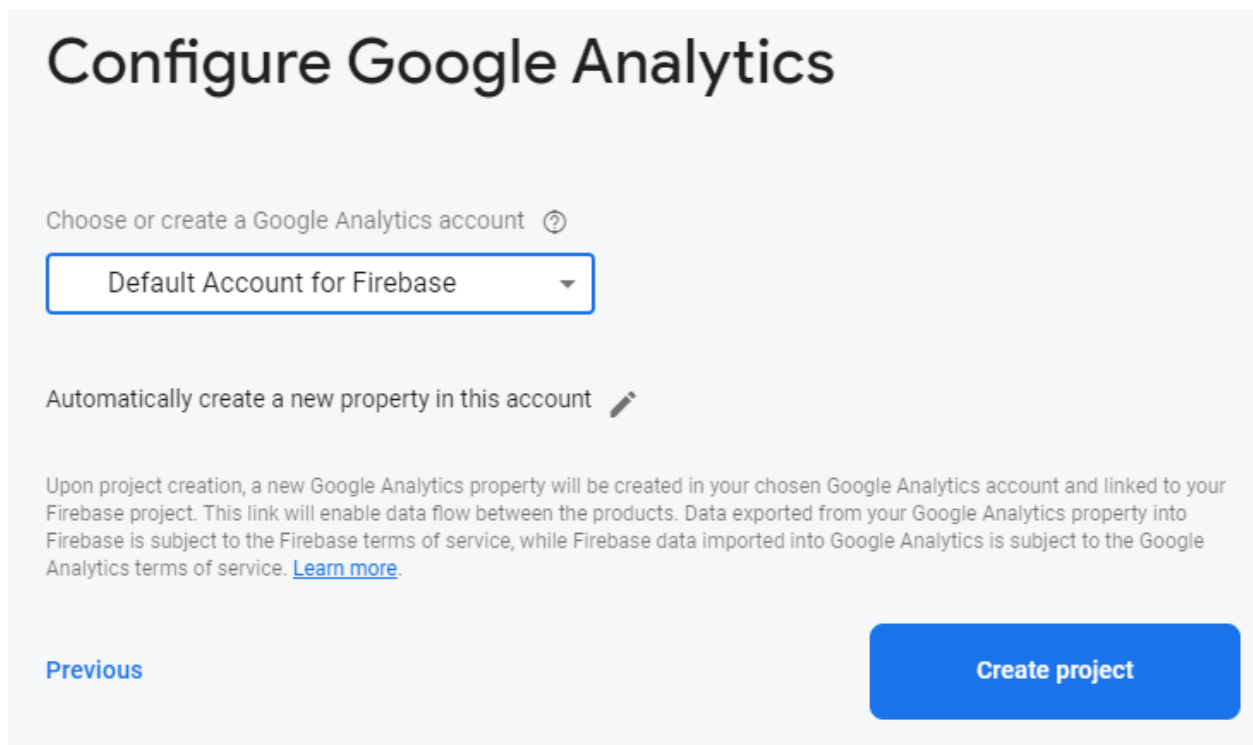 Configure Google Analytics
Choose or create a Google Analytics account
Default Account for Firebase
Automatically create a new property in this account
Upon project creation, a new Google Analytics property will be created in your chosen Google Analytics account and linked to your
Firebase project. This link will enable data flow between the products. Data exported from your Google Analytics property into
Firebase is subject to the Firebase terms of service, while Firebase data imported into Google Analytics is subject to the Google
Analytics terms of service. Learn more.
Previous
Create project